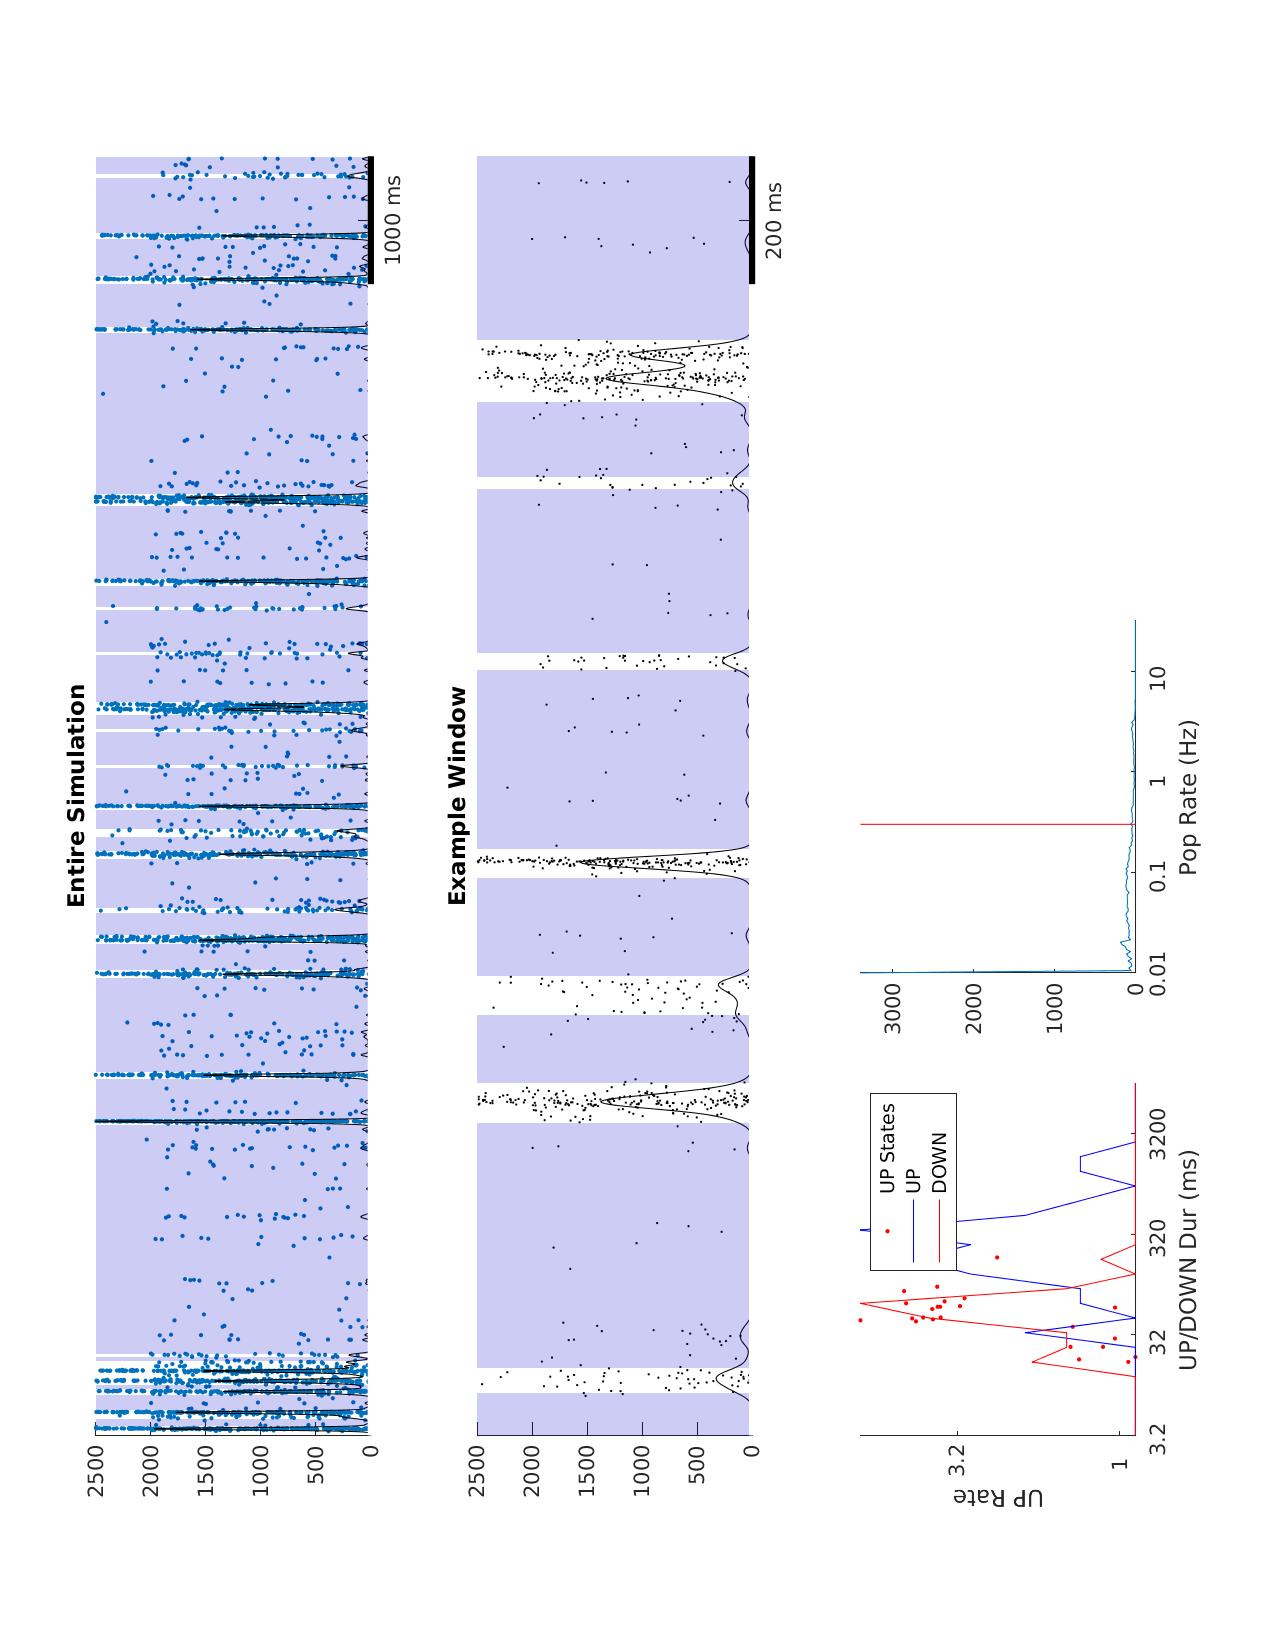 Entire Simulation
2500
2000
1500
1000
500
0
1000 ms
Example Window
2500
2000
1500
1000
500
0
200 ms
UP Rate
3.2
1
UP States
UP
DOWN
3.2 32 320 3200
UP/DOWN Dur (ms)
3000
2000
1000
0
0.01 0.1 1 10
Pop Rate (Hz)